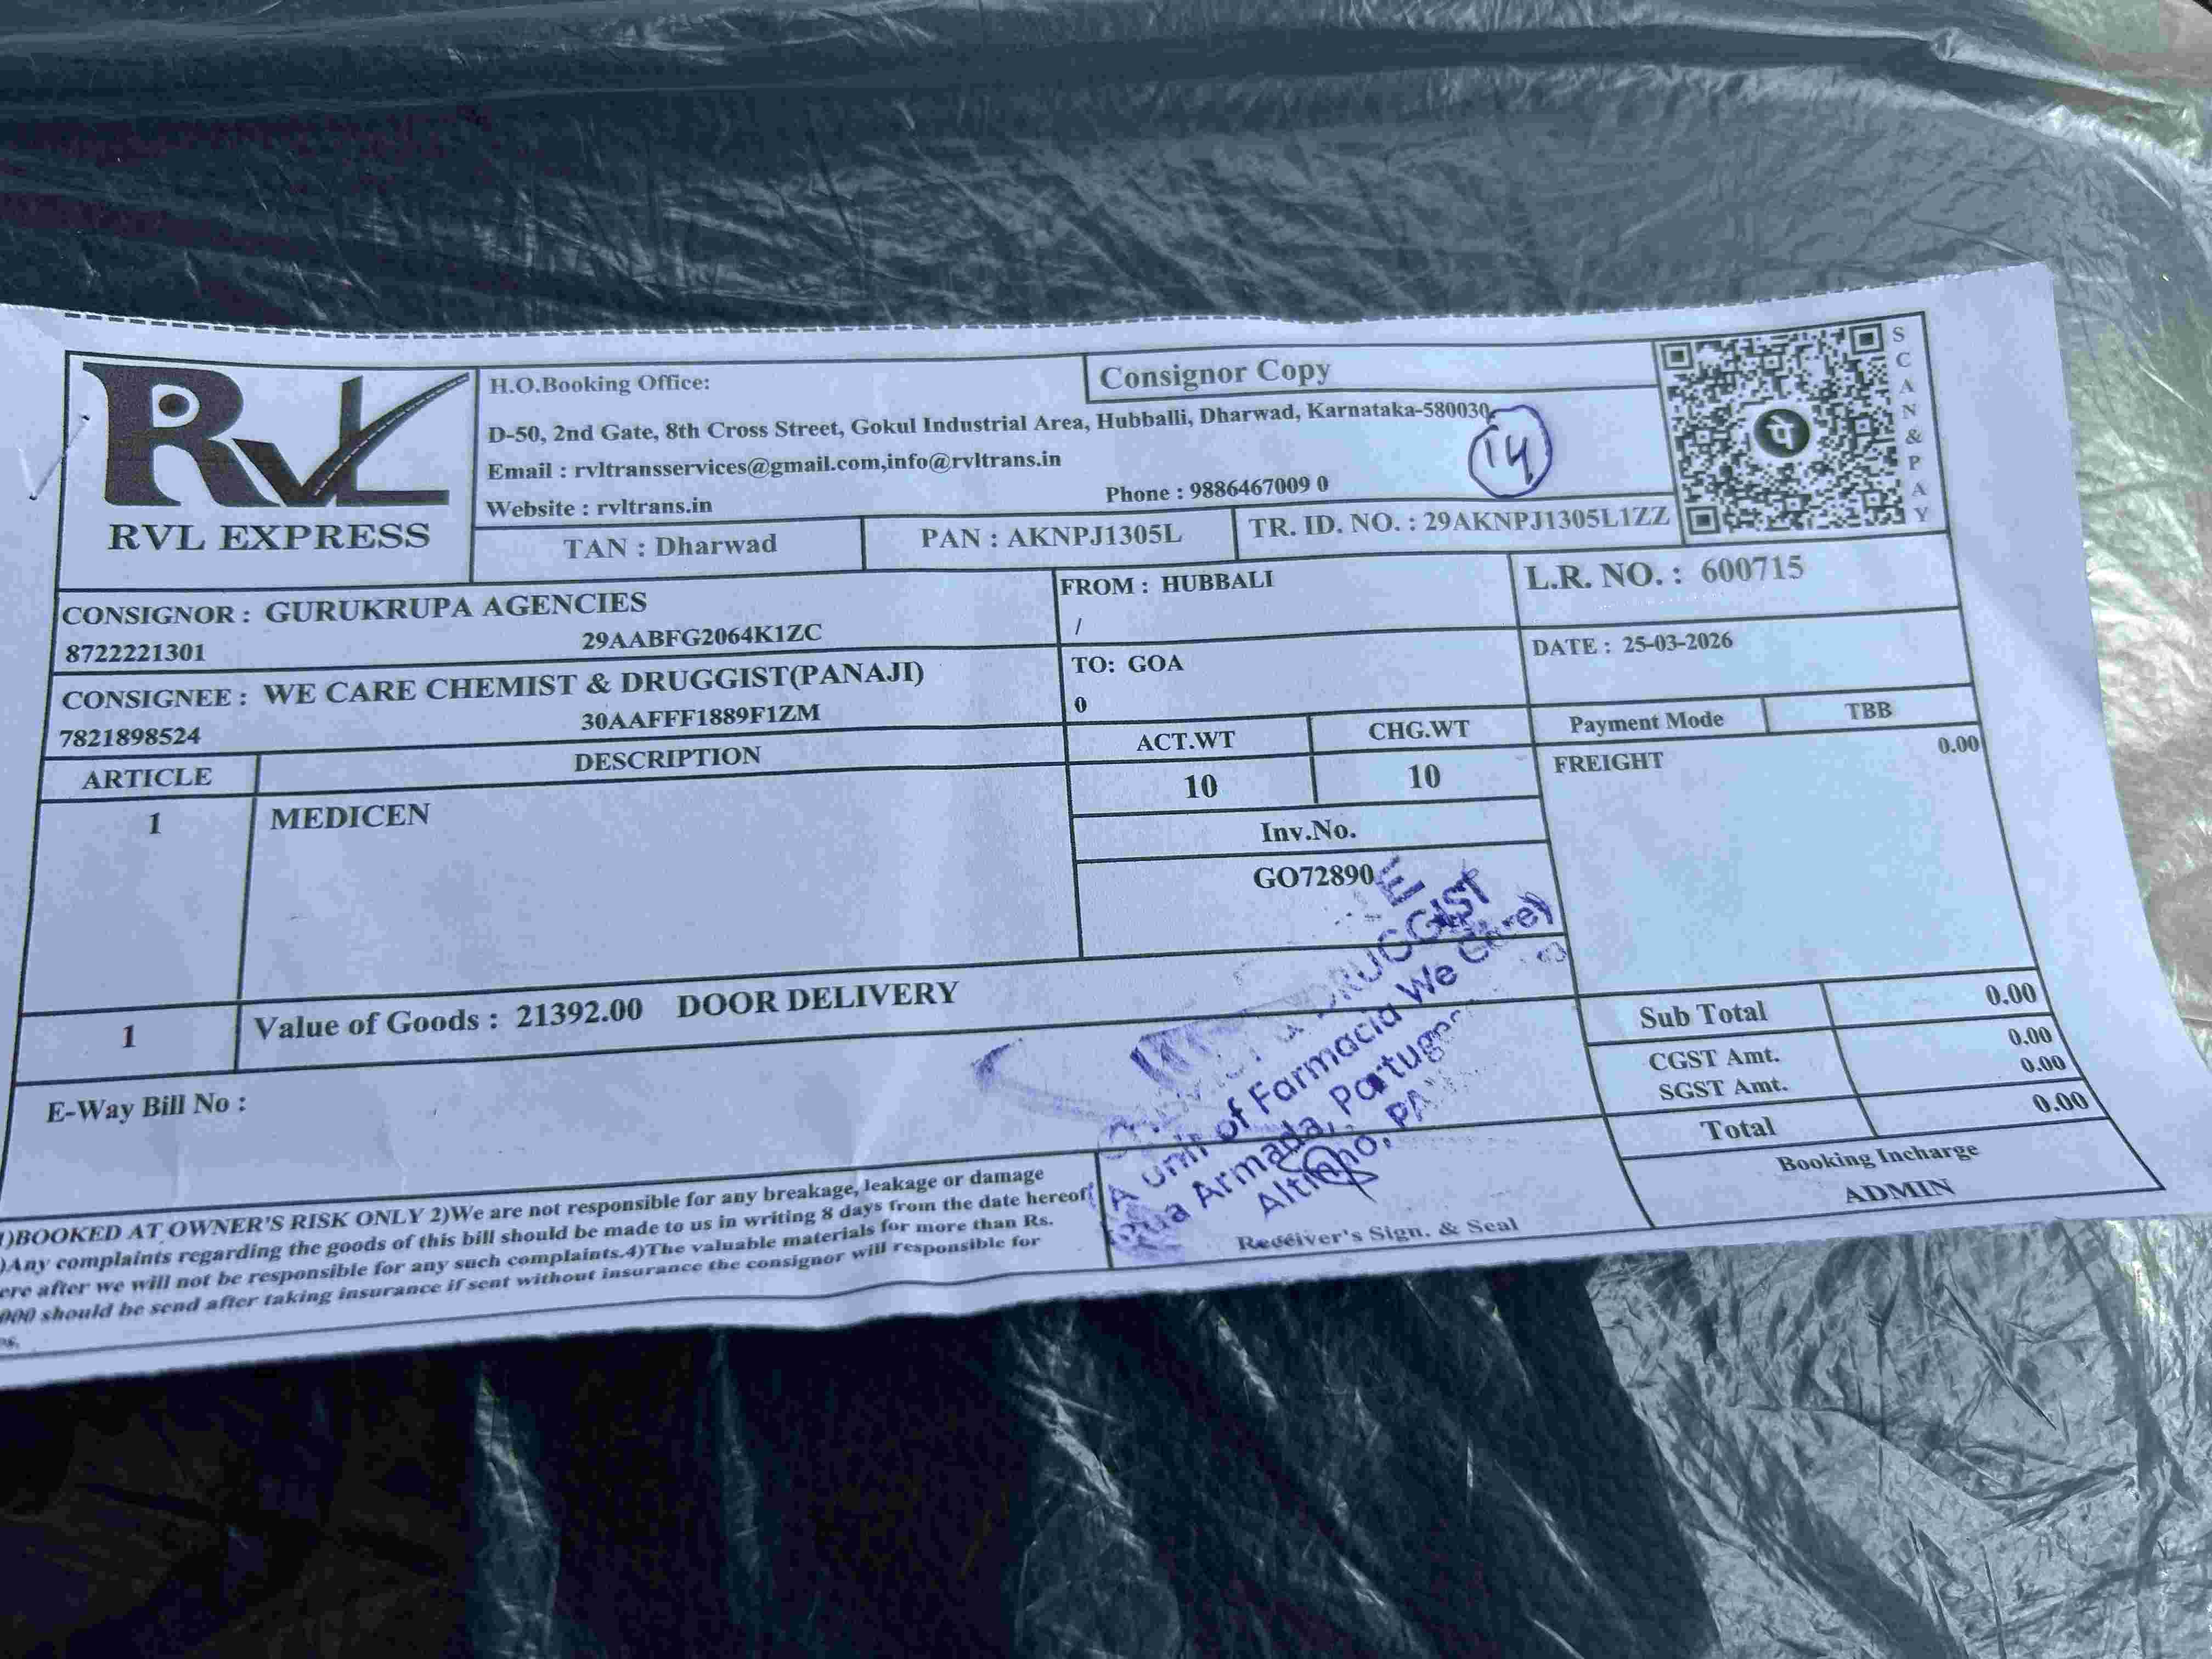 RVL
RVL EXPRESS
H.O.Booking Office:
Consignor Copy
D-50, 2nd Gate, 8th Cross Street, Gokul Industrial Area, Hubballi, Dharwad, Karnataka-580030
Email : rvltransservices@gmail.com,info@rvltrans.in
Website : rvltrans.in
Phone : 9886467009 0
14
SCAN & PAY
TAN : Dharwad
PAN : AKNPJ1305L
TR. ID. NO. : 29AKNPJ1305L1ZZ
CONSIGNOR : GURUKRUPA AGENCIES
8722221301 29AABFG2064K1ZC
FROM : HUBBALI
/
L.R. NO. : 600715
CONSIGNEE : WE CARE CHEMIST & DRUGGIST(PANAJI)
7821898524 30AAFFF1889F1ZM
TO: GOA
0
DATE : 25-03-2026
ARTICLE DESCRIPTION
ACT.WT CHG.WT
Payment Mode TBB
1 MEDICEN
10 10
FREIGHT 0.00
Inv.No.
GO72890
1 Value of Goods : 21392.00 DOOR DELIVERY
Sub Total 0.00
CGST Amt. 0.00
SGST Amt. 0.00
Total 0.00
E-Way Bill No :
DRUGGIST
A unit of Farmacia We Care)
Rua Armada, Portuges
Altinho,
Receiver's Sign. & Seal
Booking Incharge
ADMIN
1)BOOKED AT OWNER'S RISK ONLY 2)We are not responsible for any breakage, leakage or damage
)Any complaints regarding the goods of this bill should be made to us in writing 8 days from the date hereof
ere after we will not be responsible for any such complaints.4)The valuable materials for more than Rs.
000 should be send after taking insurance if sent without insurance the consignor will responsible for